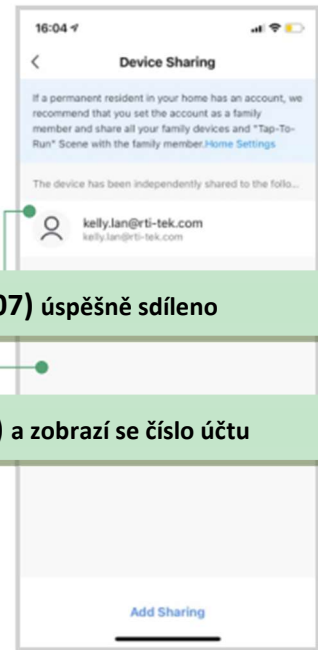 16:04
Device Sharing
If a permanent resident in your home has an account, we
recommend that you set the account as a family
member and share all your family devices and "Tap-To-
Run" Scene with the family member.Home Settings
The device has been independently shared to the follo...
kelly.lan@rti-tek.com
kelly.lan@rti-tek.com
07) úspěšně sdíleno
) a zobrazí se číslo účtu
Add Sharing